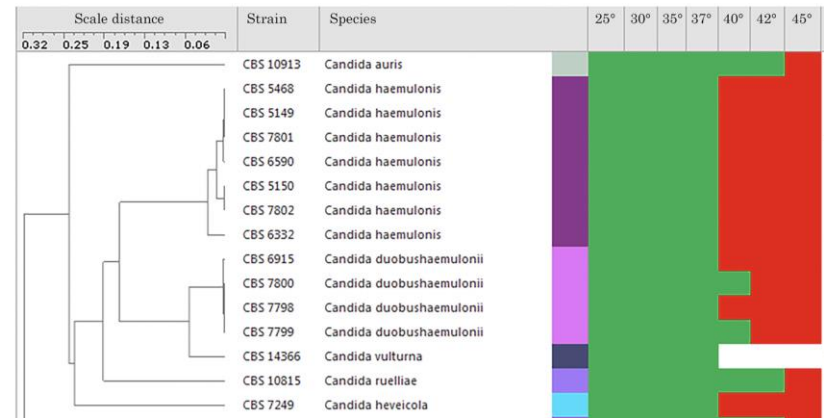 Scale distance Strain Species 25° 30° 35° 37° 40° 42° 45°
0.32 0.25 0.19 0.13 0.06
CBS 10913 Candida auris
CBS 5468 Candida haemulonis
CBS 5149 Candida haemulonis
CBS 7801 Candida haemulonis
CBS 6590 Candida haemulonis
CBS 5150 Candida haemulonis
CBS 7802 Candida haemulonis
CBS 6332 Candida haemulonis
CBS 6915 Candida duobushaemulonii
CBS 7800 Candida duobushaemulonii
CBS 7798 Candida duobushaemulonii
CBS 7799 Candida duobushaemulonii
CBS 14366 Candida vulturna
CBS 10815 Candida ruelliae
CBS 7249 Candida heveicola